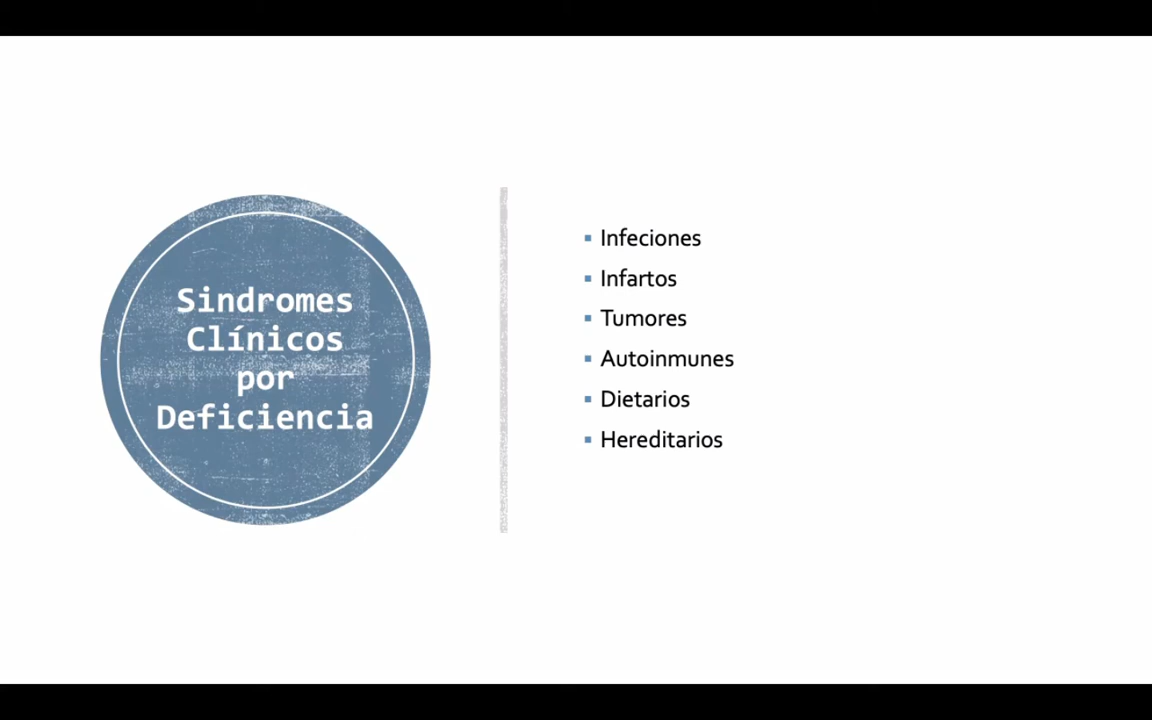 Sindromes
Clínicos
por
Deficiencia
Infeciones
Infartos
Tumores
Autoinmunes
Dietarios
Hereditarios